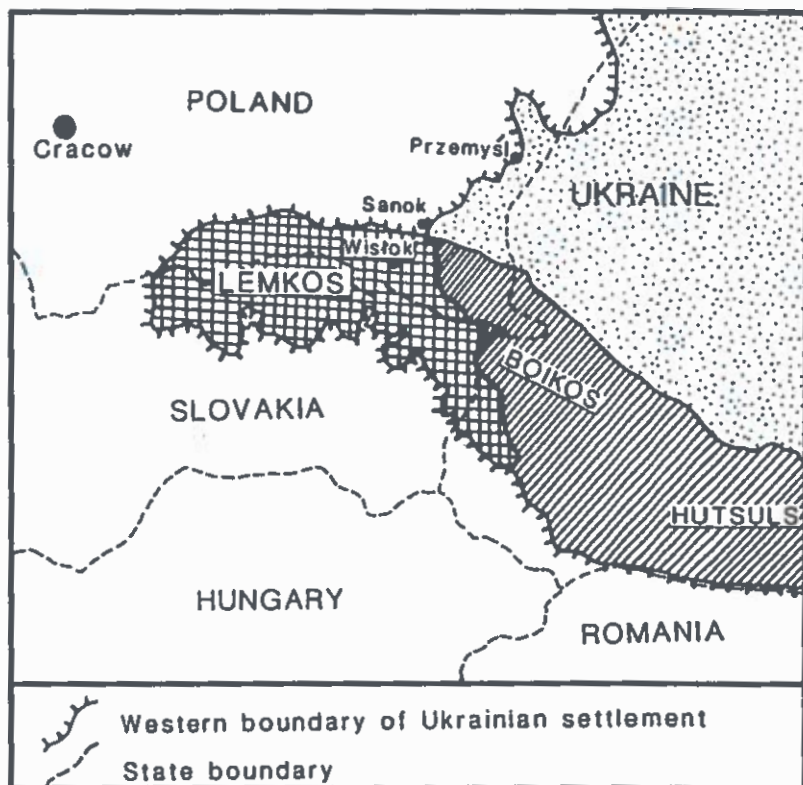 POLAND
Cracow
Przemyśl
UKRAINE
Sanok
Wisłok
LEMKOS
BOIKOS
SLOVAKIA
HUTSULS
HUNGARY
ROMANIA
Western boundary of Ukrainian settlement
State boundary